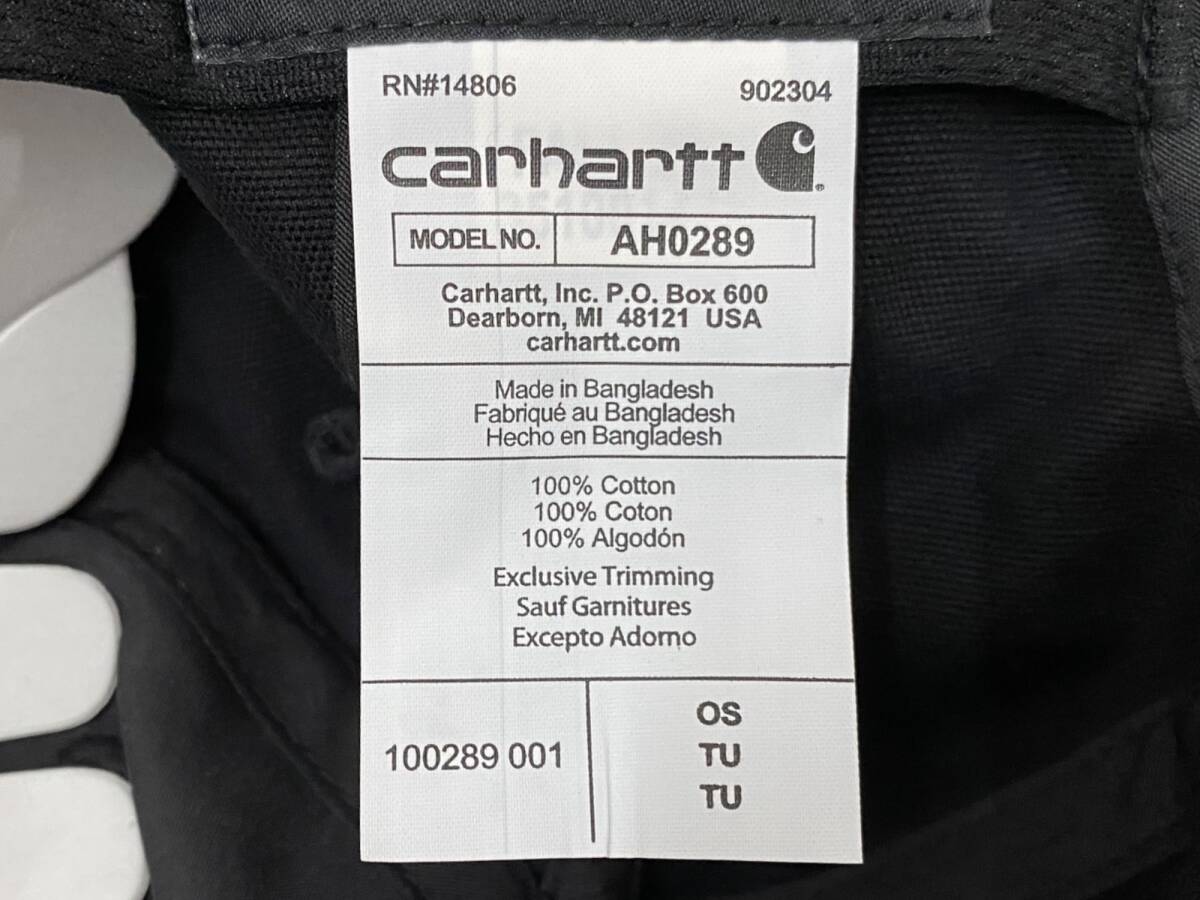 RN#14806 902304
carhartt
MODEL NO. AH0289
Carhartt, Inc. P.O. Box 600
Dearborn, MI 48121 USA
carhartt.com
Made in Bangladesh
Fabriqué au Bangladesh
Hecho en Bangladesh
100% Cotton
100% Coton
100% Algodón
Exclusive Trimming
Sauf Garnitures
Excepto Adorno
100289 001
OS
TU
TU